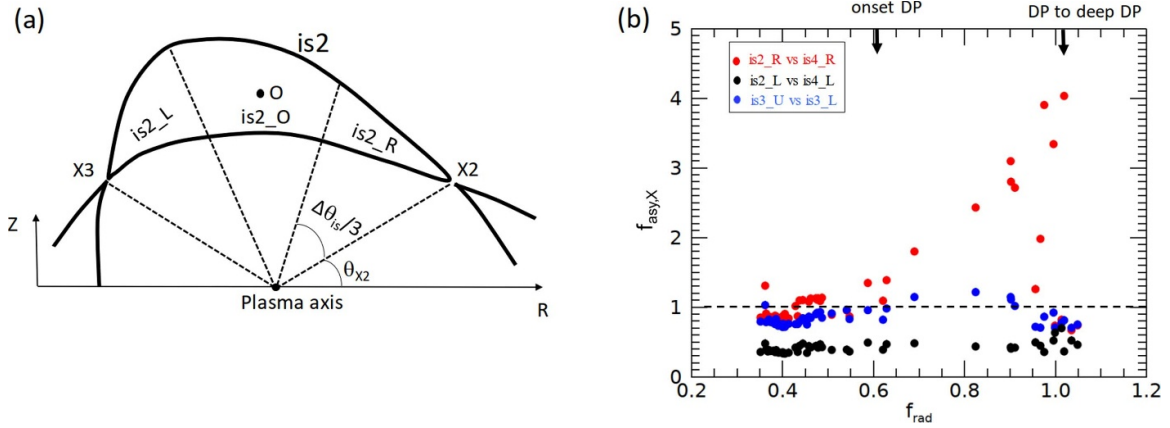 (a)
is2
O
is2_L
is2_O
is2_R
X3
X2
Z
Δθis/3
θX2
Plasma axis
R
(b)
onset DP
DP to deep DP
is2_R vs is4_R
is2_L vs is4_L
is3_U vs is3_L
fasy,X
5
4
3
2
1
0
0.2
0.4
0.6
0.8
1.0
1.2
frad